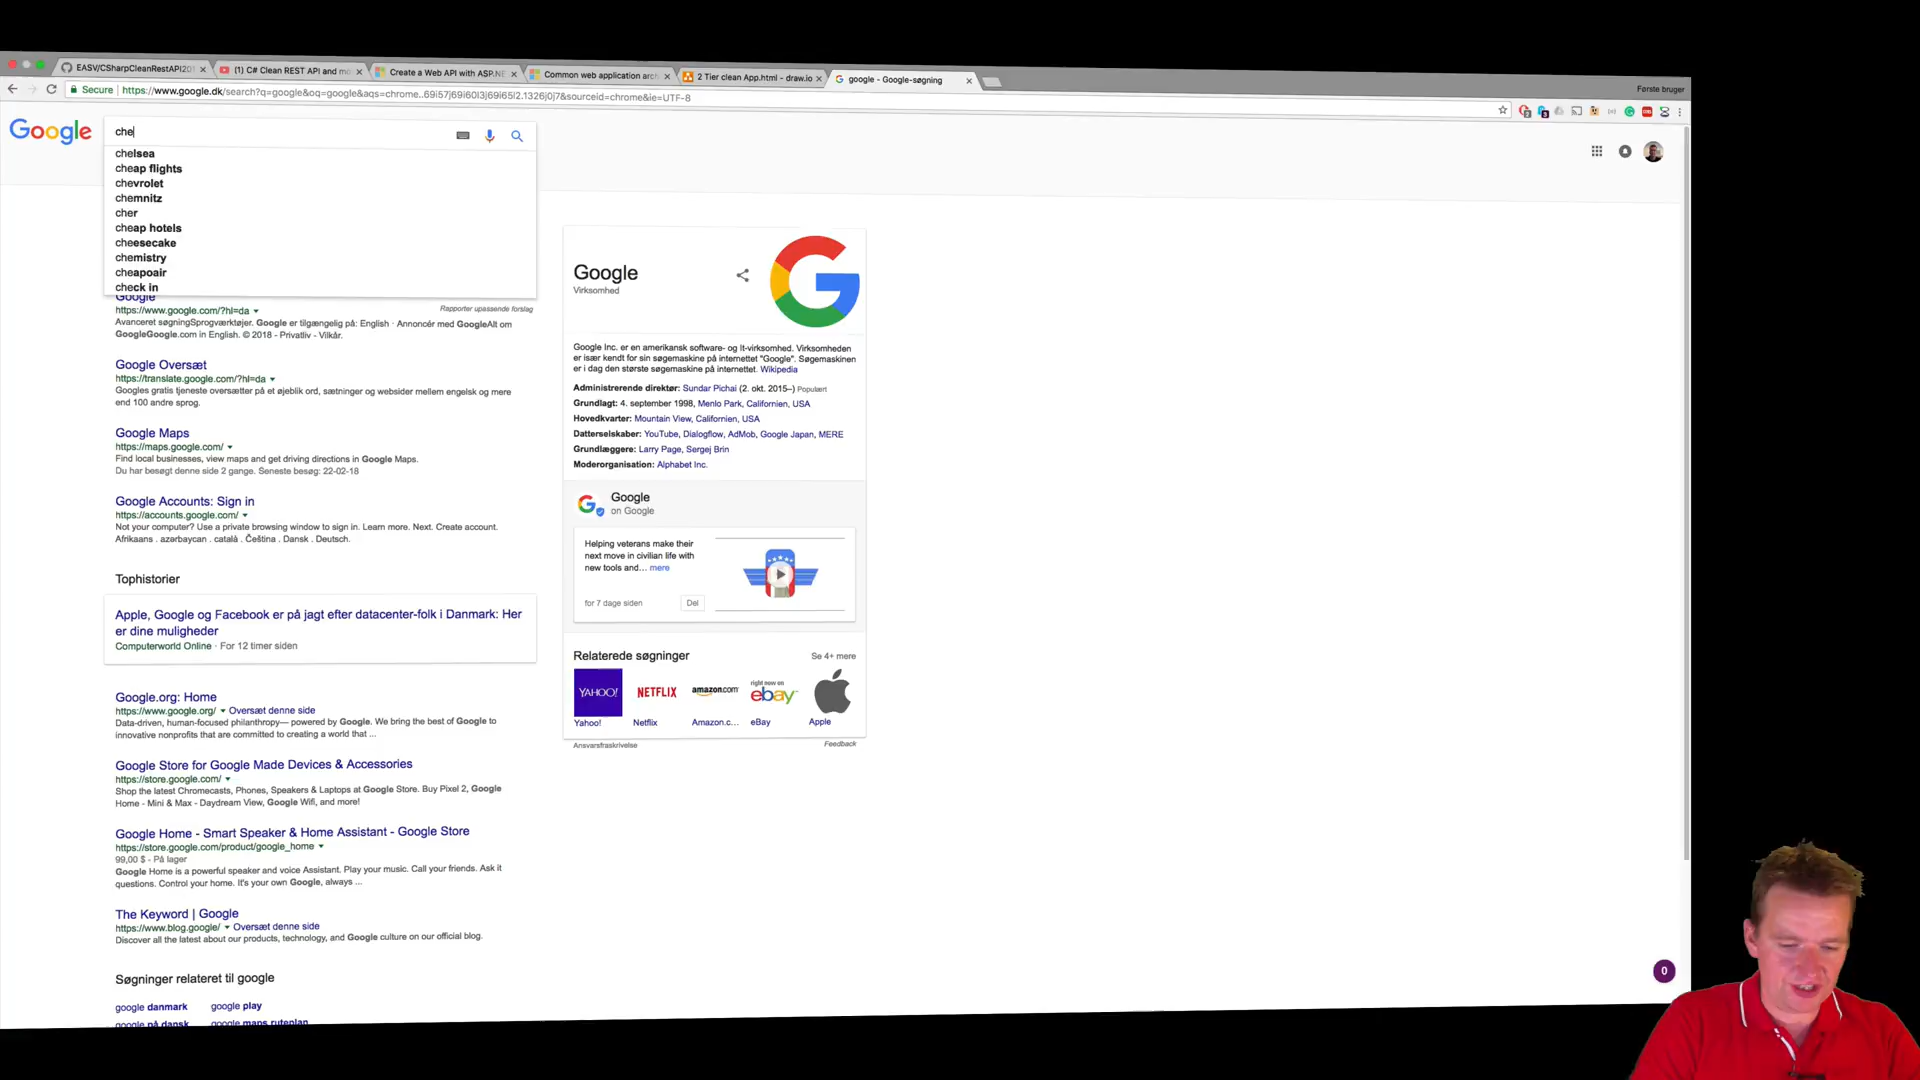 EASV/CSharpCleanRestAPI201
(1) C# Clean REST API and mo
Create a Web API with ASP.NE
Common web application arch
2 Tier clean App.html - draw.io
google - Google-søgning
Første bruger
Secure
https://www.google.dk/search?q=google&oq=google&aqs=chrome..69i57j69i60l3j69i65l2.1326j0j7&sourceid=chrome&ie=UTF-8
Google
che
chelsea
cheap flights
chevrolet
chemnitz
cher
cheap hotels
cheesecake
chemistry
cheapoair
check in
Google
Rapporter upassende forslag
https://www.google.com/?hl=da
Avanceret søgningSprogværktøjer. Google er tilgængelig på: English · Annoncér med GoogleAlt om
GoogleGoogle.com in English. © 2018 - Privatliv - Vilkår.
Google Oversæt
https://translate.google.com/?hl=da
Googles gratis tjeneste oversætter på et øjeblik ord, sætninger og websider mellem engelsk og mere
end 100 andre sprog.
Google Maps
https://maps.google.com/
Find local businesses, view maps and get driving directions in Google Maps.
Du har besøgt denne side 2 gange. Seneste besøg: 22-02-18
Google Accounts: Sign in
https://accounts.google.com/
Not your computer? Use a private browsing window to sign in. Learn more. Next. Create account.
Afrikaans . azərbaycan . català . Čeština . Dansk . Deutsch.
Tophistorier
Apple, Google og Facebook er på jagt efter datacenter-folk i Danmark: Her
er dine muligheder
Computerworld Online · For 12 timer siden
Google.org: Home
https://www.google.org/
Oversæt denne side
Data-driven, human-focused philanthropy— powered by Google. We bring the best of Google to
innovative nonprofits that are committed to creating a world that ...
Google Store for Google Made Devices & Accessories
https://store.google.com/
Shop the latest Chromecasts, Phones, Speakers & Laptops at Google Store. Buy Pixel 2, Google
Home - Mini & Max - Daydream View, Google Wifi, and more!
Google Home - Smart Speaker & Home Assistant - Google Store
https://store.google.com/product/google_home
99,00 $ - På lager
Google Home is a powerful speaker and voice Assistant. Play your music. Call your friends. Ask it
questions. Control your home. It's your own Google, always ...
The Keyword | Google
https://www.blog.google/
Oversæt denne side
Discover all the latest about our products, technology, and Google culture on our official blog.
Søgninger relateret til google
google danmark
google play
google på dansk
google maps ruteplan
Google
Virksomhed
Google Inc. er en amerikansk software- og It-virksomhed. Virksomheden
er især kendt for sin søgemaskine på internettet "Google". Søgemaskinen
er i dag den største søgemaskine på internettet. Wikipedia
Administrerende direktør: Sundar Pichai (2. okt. 2015–) Populært
Grundlagt: 4. september 1998, Menlo Park, Californien, USA
Hovedkvarter: Mountain View, Californien, USA
Datterselskaber: YouTube, Dialogflow, AdMob, Google Japan, MERE
Grundlæggere: Larry Page, Sergej Brin
Moderorganisation: Alphabet Inc.
Google
on Google
Helping veterans make their
next move in civilian life with
new tools and... mere
for 7 dage siden
Del
Relaterede søgninger
Se 4+ mere
YAHOO!
NETFLIX
amazon.com
right now on
ebay
Yahoo!
Netflix
Amazon.c...
eBay
Apple
Ansvarsfraskrivelse
Feedback
0